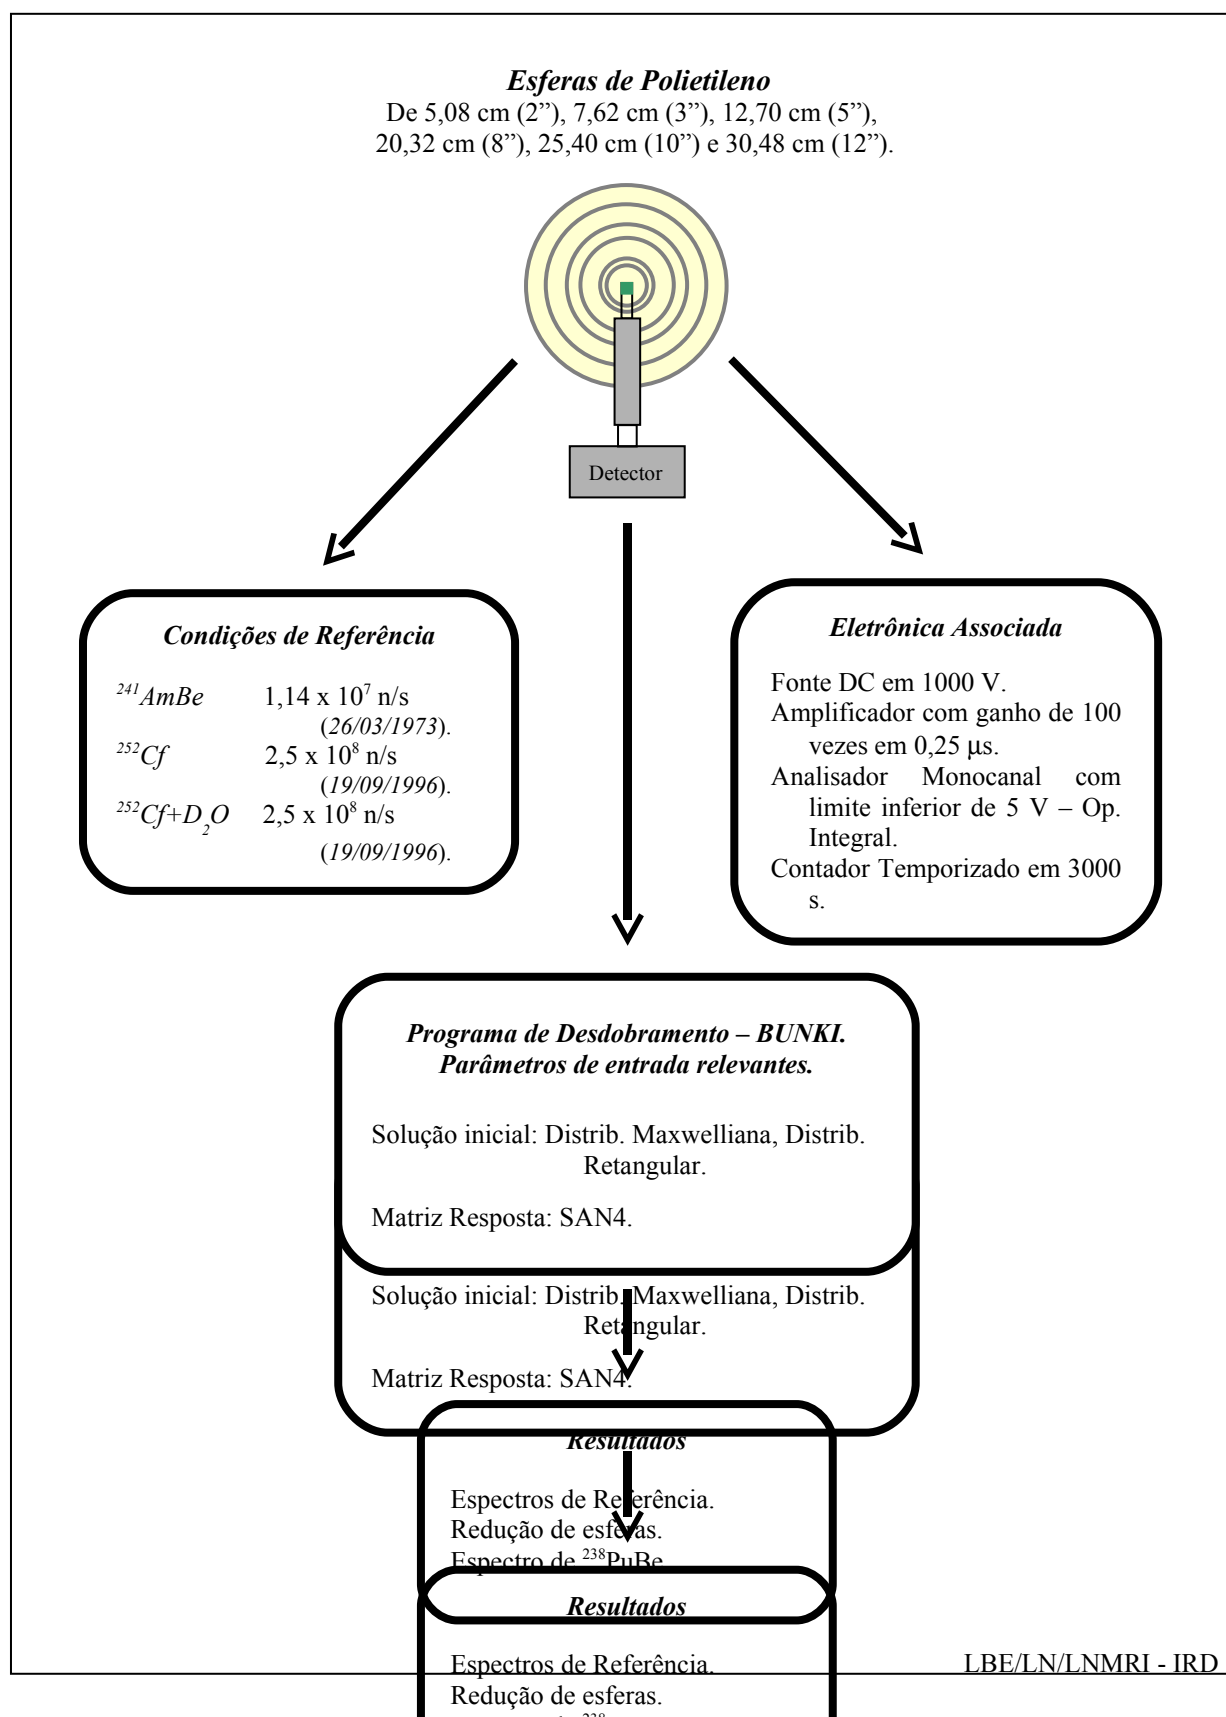 Esferas de Polietileno
De 5,08 cm (2”), 7,62 cm (3”), 12,70 cm (5”),
20,32 cm (8”), 25,40 cm (10”) e 30,48 cm (12”).
Detector
Condições de Referência
²⁴¹AmBe 1,14 x 10⁷ n/s
(26/03/1973).
²⁵²Cf 2,5 x 10⁸ n/s
(19/09/1996).
²⁵²Cf+D₂O 2,5 x 10⁸ n/s
(19/09/1996).
Eletrônica Associada
Fonte DC em 1000 V.
Amplificador com ganho de 100
vezes em 0,25 μs.
Analisador Monocanal com
limite inferior de 5 V – Op.
Integral.
Contador Temporizado em 3000
s.
Programa de Desdobramento – BUNKI.
Parâmetros de entrada relevantes.
Solução inicial: Distrib. Maxwelliana, Distrib.
Retangular.
Matriz Resposta: SAN4.
Solução inicial: Distrib. Maxwelliana, Distrib.
Retangular.
Matriz Resposta: SAN4.
Resultados
Espectros de Referência.
Redução de esferas.
Espectro de ²³⁸PuBe
Resultados
Espectros de Referência.
Redução de esferas.
238
LBE/LN/LNMRI - IRD